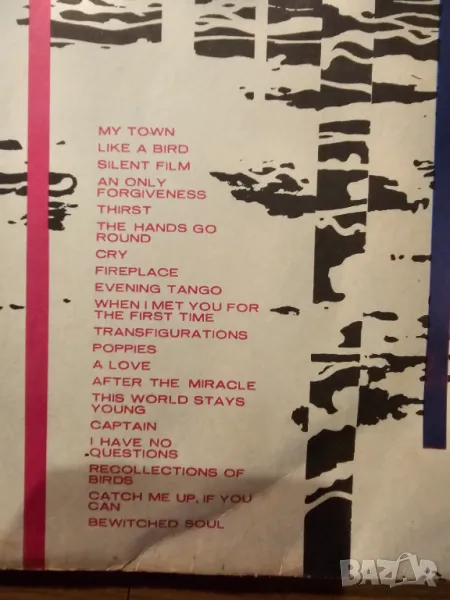 MY TOWN
LIKE A BIRD
SILENT FILM
AN ONLY
FORGIVENESS
THIRST
THE HANDS GO
ROUND
CRY
FIREPLACE
EVENING TANGO
WHEN I MET YOU FOR
THE FIRST TIME
TRANSFIGURATIONS
POPPIES
A LOVE
AFTER THE MIRACLE
THIS WORLD STAYS
YOUNG
CAPTAIN
I HAVE NO
QUESTIONS
RECOLLECTIONS OF
BIRDS
CATCH ME UP, IF YOU
CAN
BEWITCHED SOUL
bazar.bg